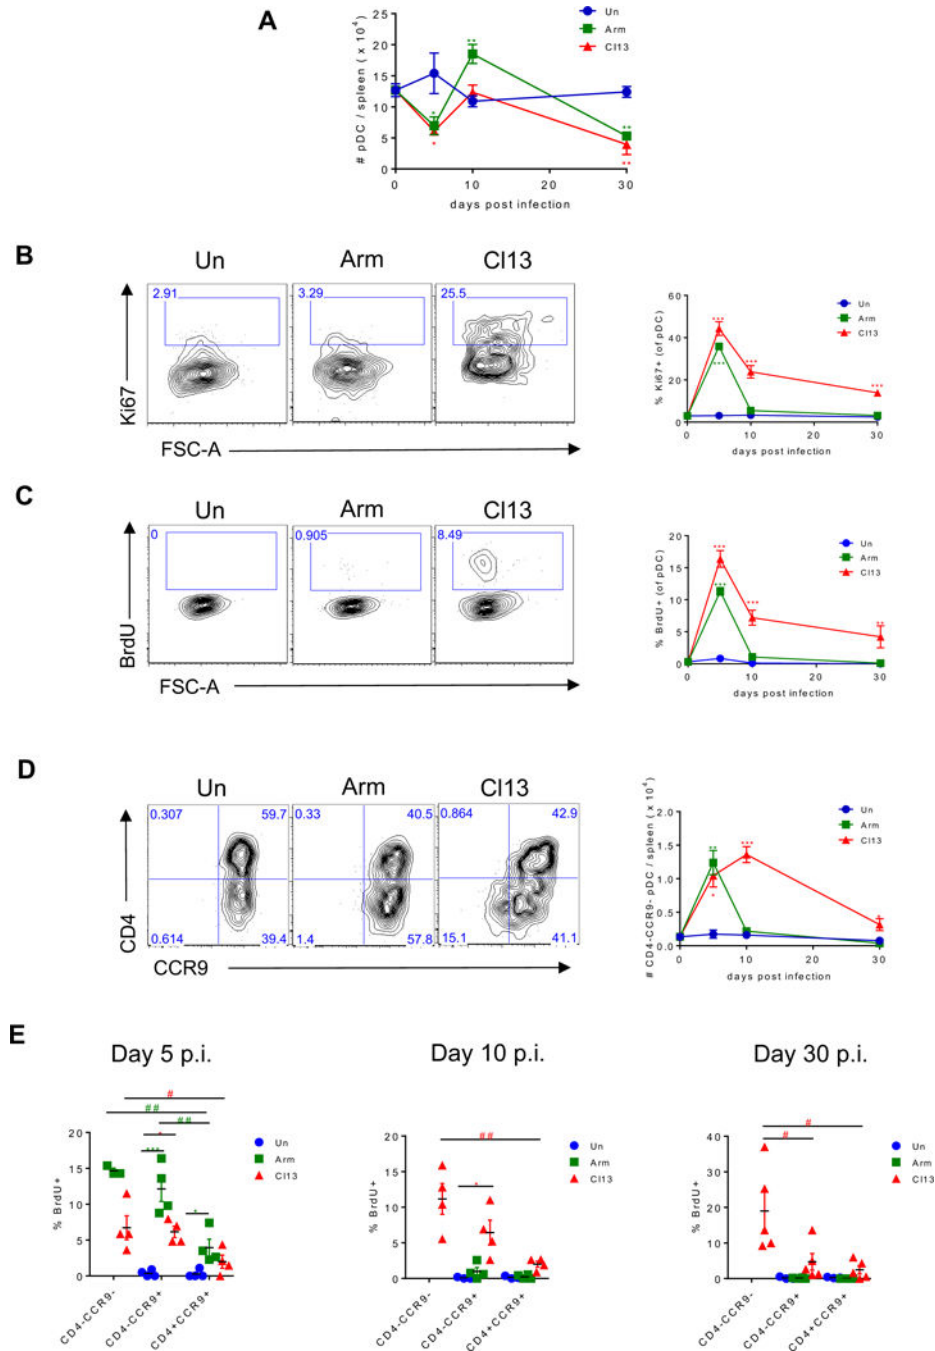 A
# pDC / spleen ( x 10⁴)
25
20
15
10
5
0
0 10 20 30
days post infection
Un
Arm
Cl13
* ** * ** **
B
Un Arm Cl13
2.91 3.29 25.5
Ki67
FSC-A
% Ki67+ (of pDC)
60
40
20
0
0 10 20 30
days post infection
Un
Arm
Cl13
*** *** *** ***
C
Un Arm Cl13
0 0.905 8.49
BrdU
FSC-A
% BrdU+ (of pDC)
20
15
10
5
0
0 10 20 30
days post infection
Un
Arm
Cl13
*** *** *** **
D
Un Arm Cl13
0.307 59.7 0.33 40.5 0.864 42.9
0.614 39.4 1.4 57.8 15.1 41.1
CD4
CCR9
# CD4-CCR9- pDC / spleen ( x 10⁴)
2.0
1.5
1.0
0.5
0.0
0 10 20 30
days post infection
Un
Arm
Cl13
** *** * *
E
Day 5 p.i. Day 10 p.i. Day 30 p.i.
#
##
##
* *** *
% BrdU+
20
15
10
5
0
CD4-CCR9- CD4-CCR9+ CD4+CCR9+
Un
Arm
Cl13
##
*
% BrdU+
20
15
10
5
0
CD4-CCR9- CD4-CCR9+ CD4+CCR9+
Un
Arm
Cl13
#
#
% BrdU+
40
30
20
10
0
CD4-CCR9- CD4-CCR9+ CD4+CCR9+
Un
Arm
Cl13